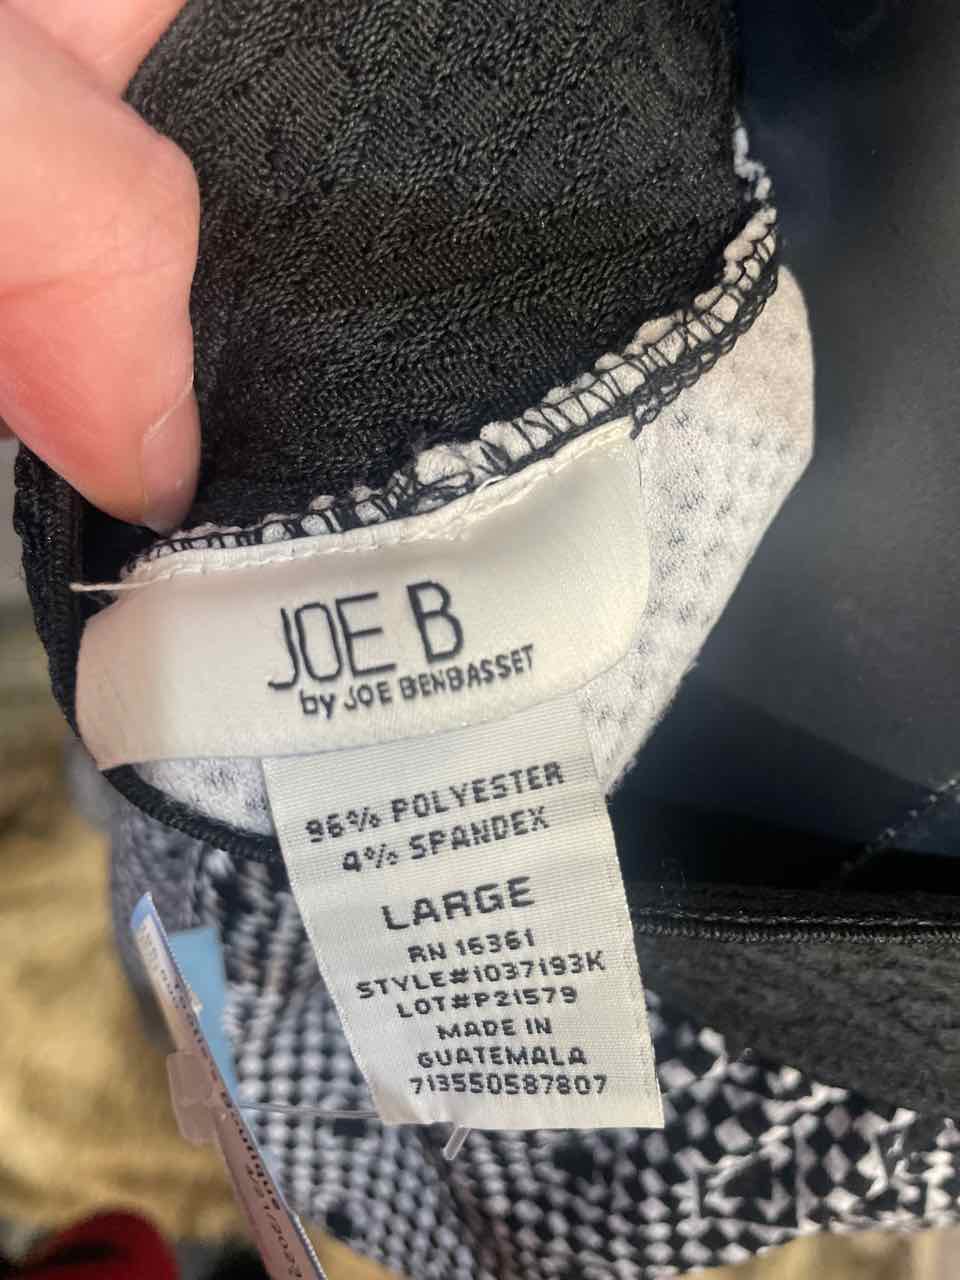 JOE B
by JOE BENBASSET
96% POLYESTER
4% SPANDEX
LARGE
RN 16361
STYLE#1037193K
LOT#P21579
MADE IN
GUATEMALA
713550587807